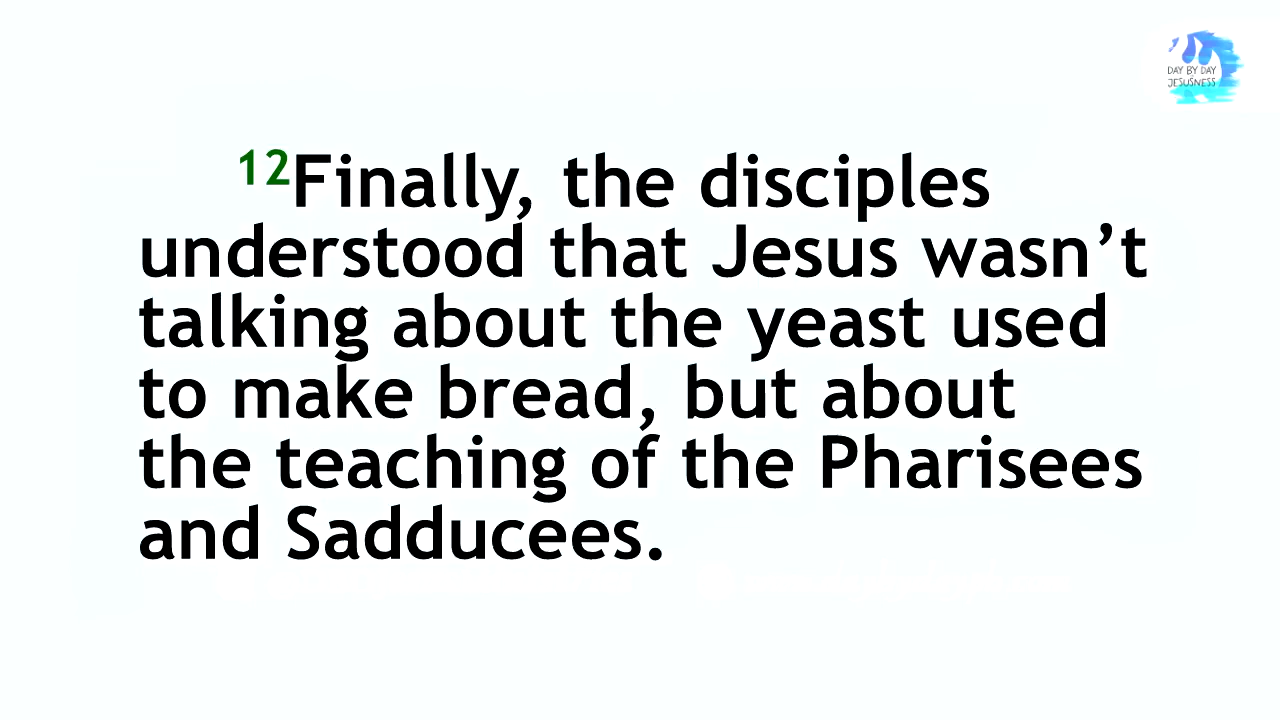 DAY BY DAY
JESUSNESS
12Finally, the disciples
understood that Jesus wasn’t
talking about the yeast used
to make bread, but about
the teaching of the Pharisees
and Sadducees.